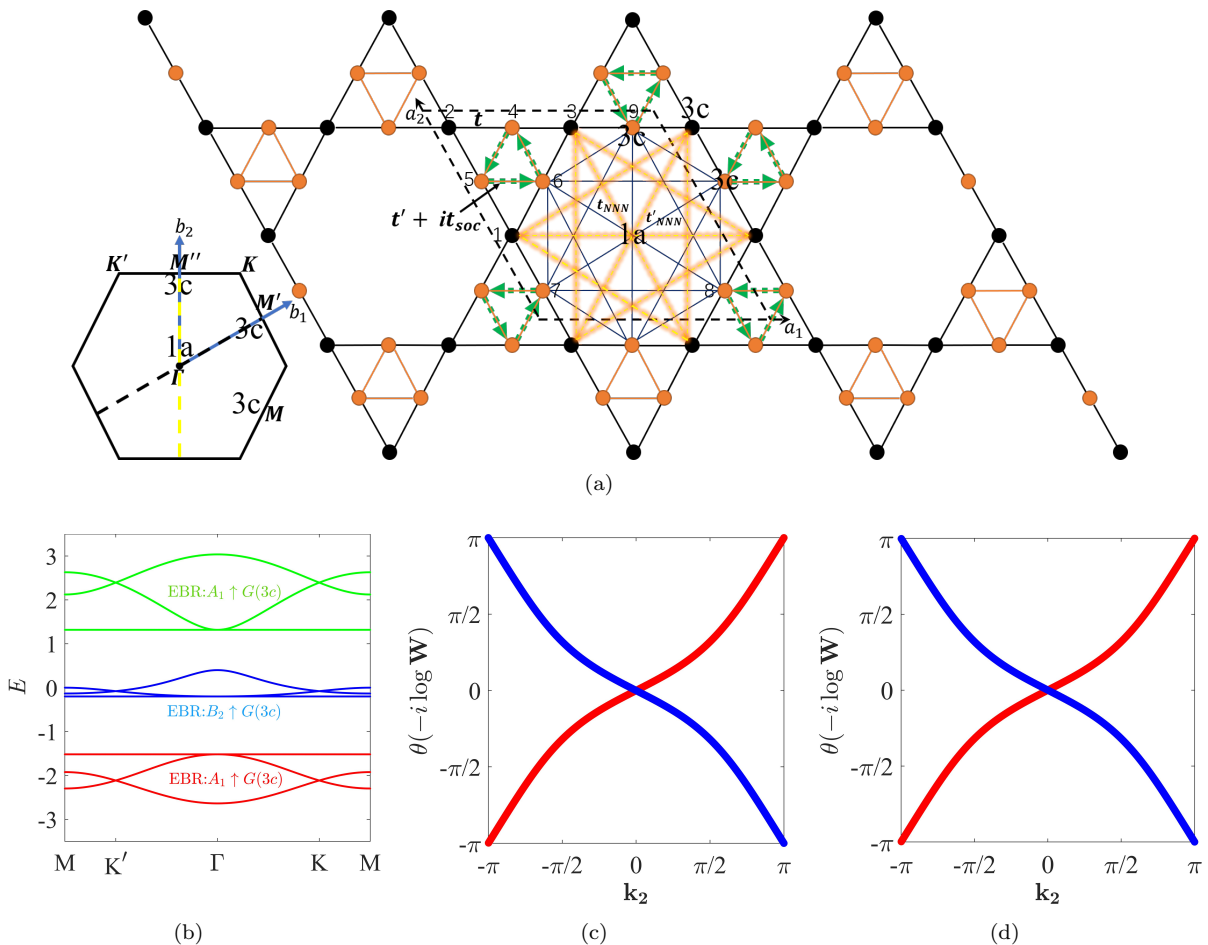 a₂
2
4
3
9
3c
t
3c
5
6
3c
t' + it_soc
t_NNN
t'_NNN
1
1a
7
8
a₁
b₂
K'
M''
K
3c
M'
b₁
3c
1a
Γ
3c
M
(a)
3
2
1
0
-1
-2
-3
E
EBR:A₁ ↑ G(3c)
EBR:B₂ ↑ G(3c)
EBR:A₁ ↑ G(3c)
M
K'
Γ
K
M
(b)
π
π/2
0
-π/2
-π
θ(−i log W)
-π
-π/2
0
π/2
π
k₂
(c)
π
π/2
0
-π/2
-π
θ(−i log W)
-π
-π/2
0
π/2
π
k₂
(d)